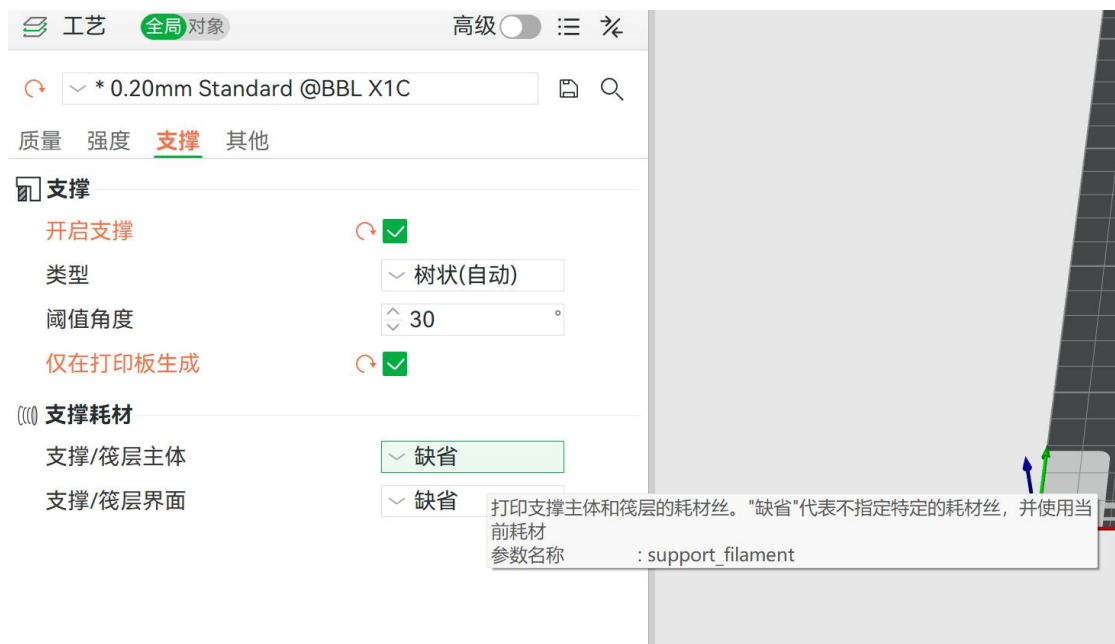 工艺 全局 对象 高级
* 0.20mm Standard @BBL X1C
质量 强度 支撑 其他
支撑
开启支撑
类型 树状(自动)
阈值角度 30 °
仅在打印板生成
支撑耗材
支撑/筏层主体 缺省
支撑/筏层界面 缺省
打印支撑主体和筏层的耗材丝。"缺省"代表不指定特定的耗材丝，并使用当
前耗材
参数名称 : support_filament